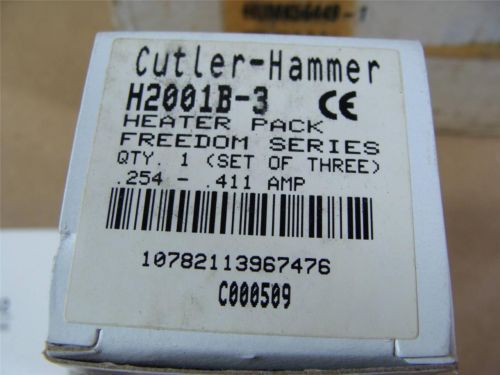 Cutler-Hammer
H2001B-3 CE
HEATER PACK
FREEDOM SERIES
QTY. 1 (SET OF THREE)
.254 - .411 AMP
10782113967476
C000509